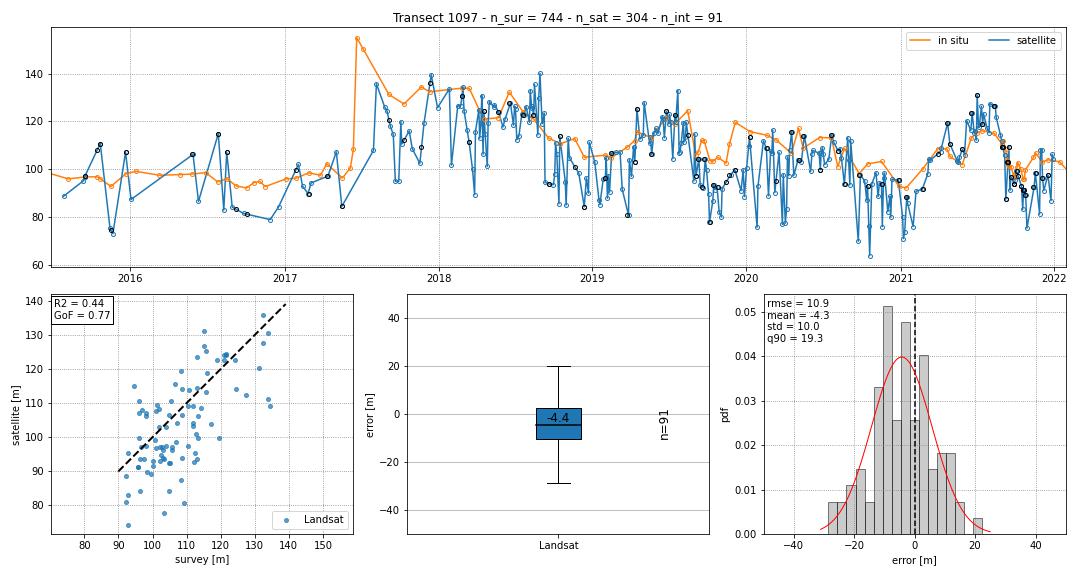 Transect 1097 - n_sur = 744 - n_sat = 304 - n_int = 91
in situ
satellite
140
120
100
80
60
2016
2017
2018
2019
2020
2021
2022
R2 = 0.44
GoF = 0.77
140
130
120
110
100
90
80
satellite [m]
80
90
100
110
120
130
140
150
survey [m]
Landsat
40
20
0
−20
−40
error [m]
-4.4
n=91
Landsat
rmse = 10.9
mean = -4.3
std = 10.0
q90 = 19.3
0.05
0.04
0.03
0.02
0.01
0.00
pdf
−40
−20
0
20
40
error [m]